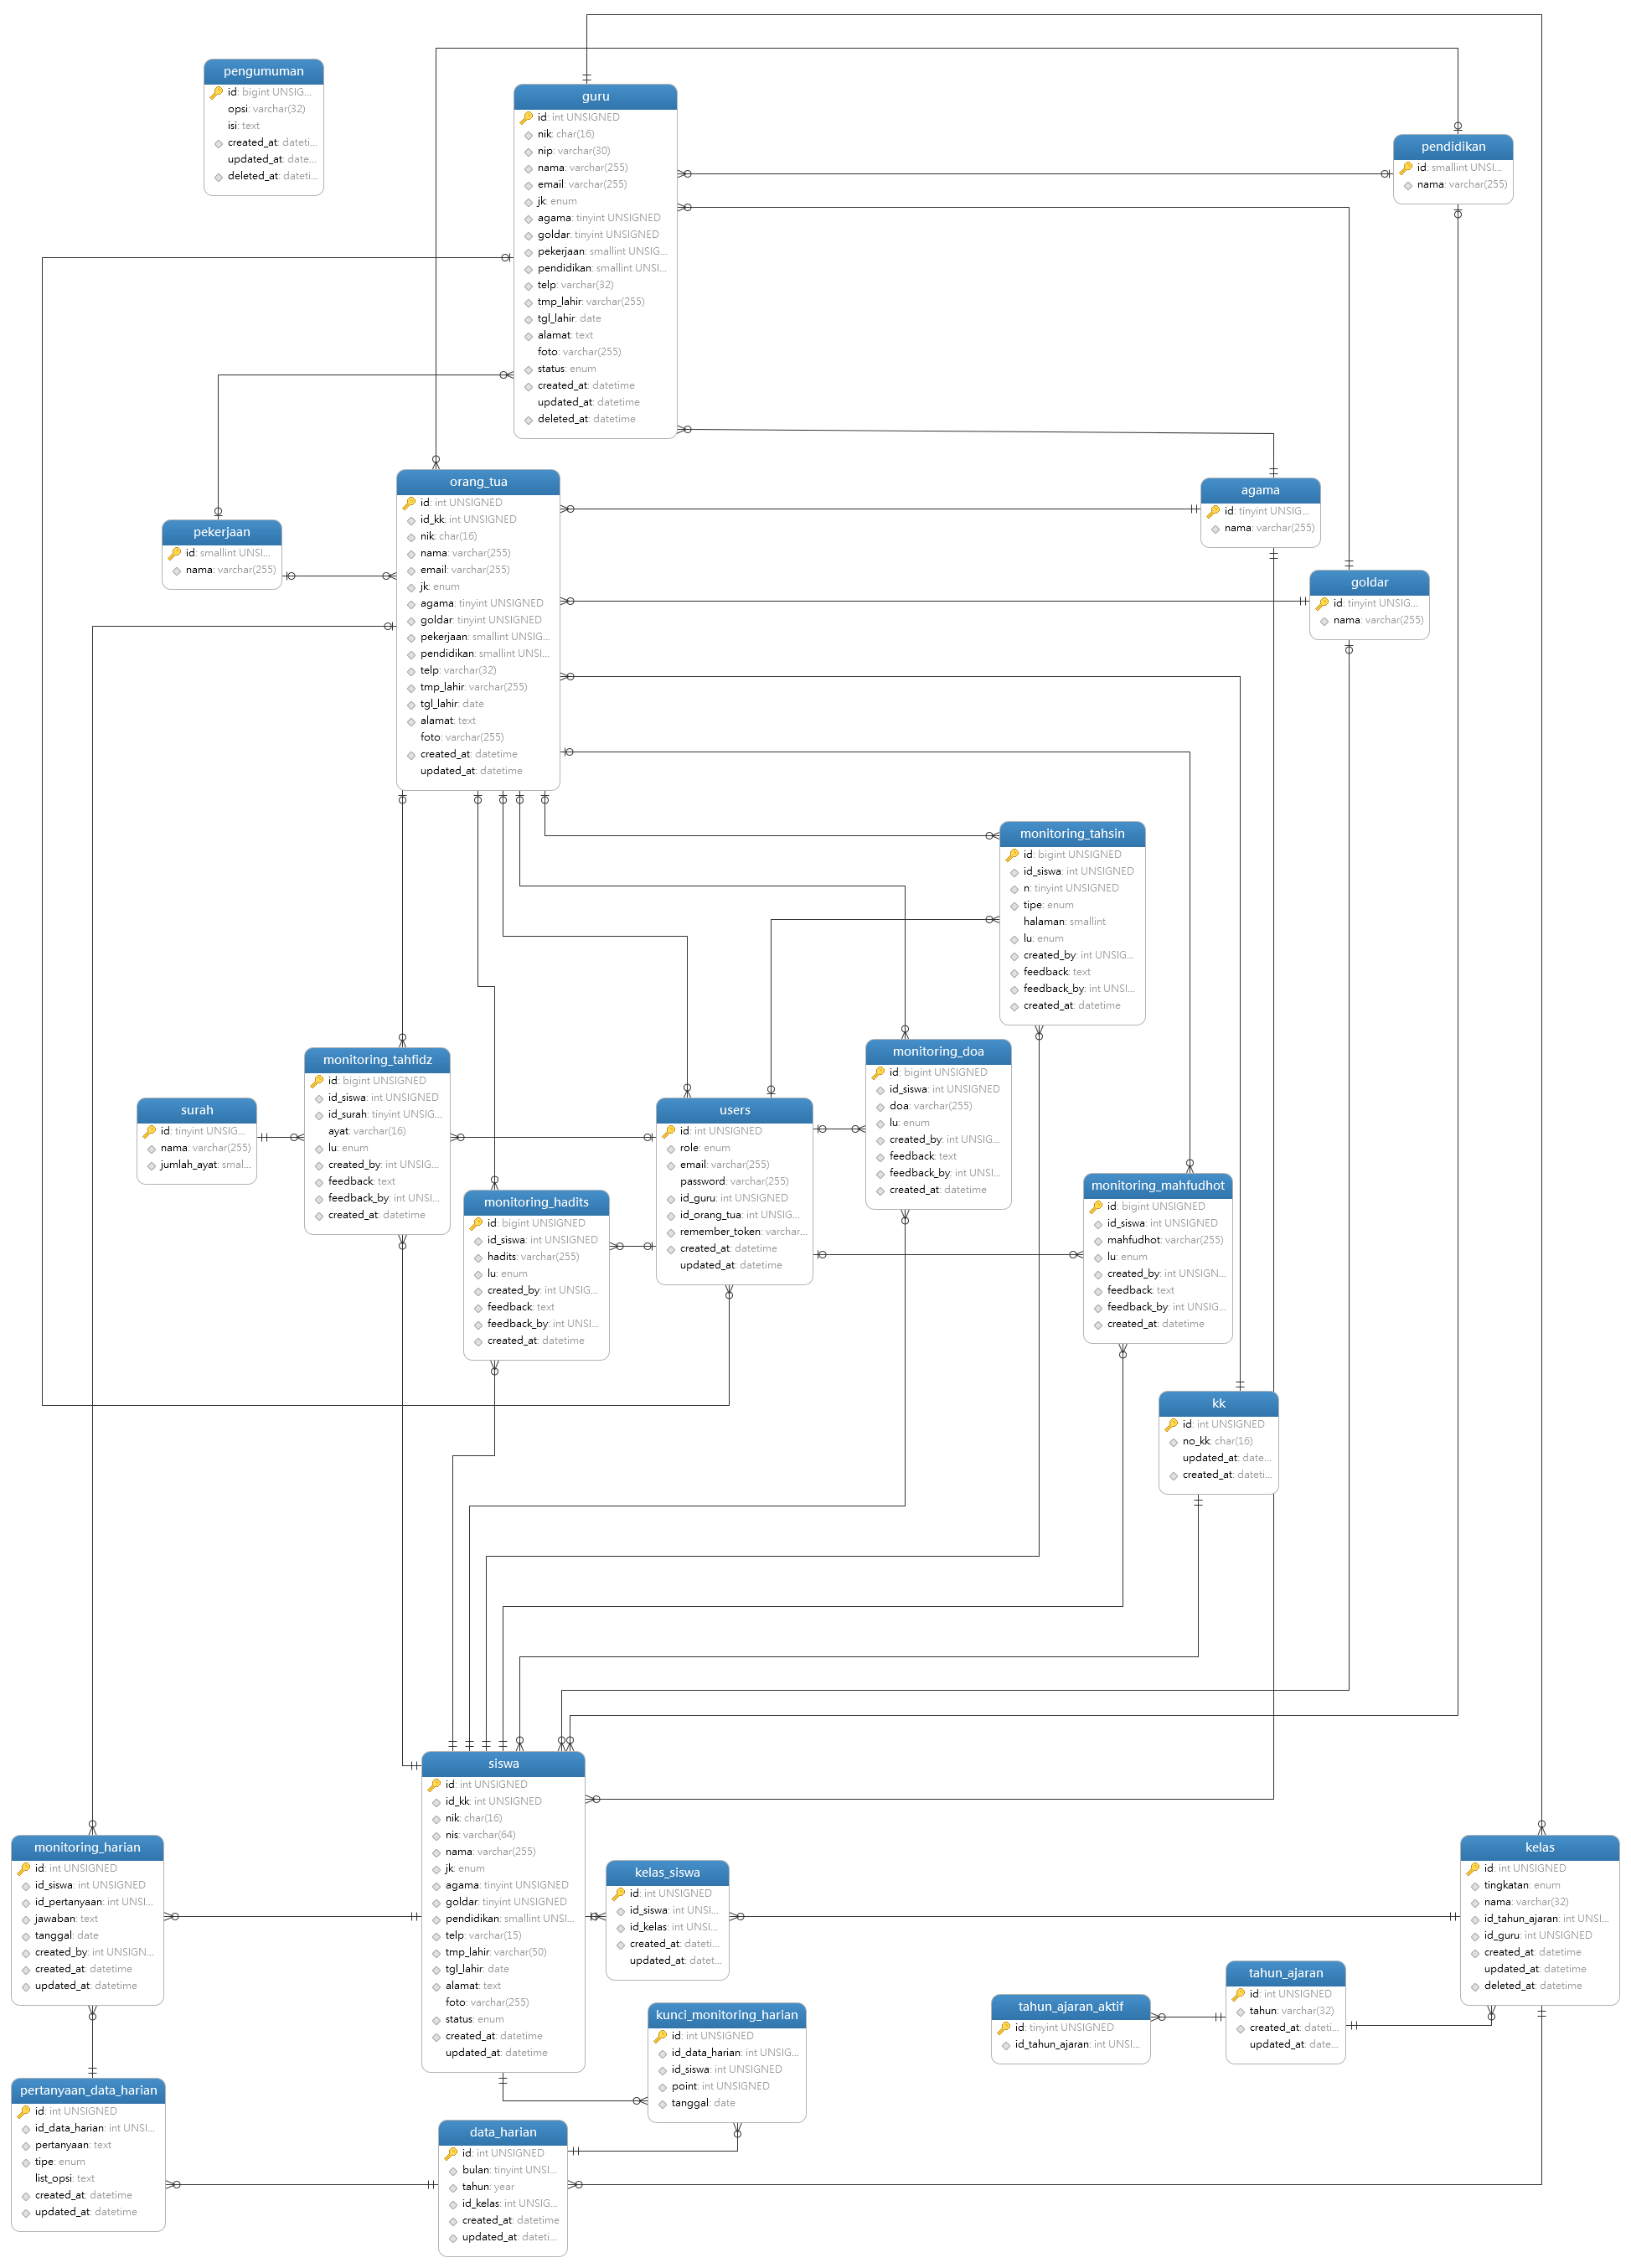 pengumuman
id: bigint UNSIG...
opsi: varchar(32)
isi: text
created_at: dateti...
updated_at: date...
deleted_at: dateti...
guru
id: int UNSIGNED
nik: char(16)
nip: varchar(30)
nama: varchar(255)
email: varchar(255)
jk: enum
agama: tinyint UNSIGNED
goldar: tinyint UNSIGNED
pekerjaan: smallint UNSIG...
pendidikan: smallint UNSI...
telp: varchar(32)
tmp_lahir: varchar(255)
tgl_lahir: date
alamat: text
foto: varchar(255)
status: enum
created_at: datetime
updated_at: datetime
deleted_at: datetime
pendidikan
id: smallint UNSI...
nama: varchar(255)
orang_tua
id: int UNSIGNED
id_kk: int UNSIGNED
nik: char(16)
nama: varchar(255)
email: varchar(255)
jk: enum
agama: tinyint UNSIGNED
goldar: tinyint UNSIGNED
pekerjaan: smallint UNSIG...
pendidikan: smallint UNSI...
telp: varchar(32)
tmp_lahir: varchar(255)
tgl_lahir: date
alamat: text
foto: varchar(255)
created_at: datetime
updated_at: datetime
agama
id: tinyint UNSIG...
nama: varchar(255)
pekerjaan
id: smallint UNSI...
nama: varchar(255)
goldar
id: tinyint UNSIG...
nama: varchar(255)
monitoring_tahsin
id: bigint UNSIGNED
id_siswa: int UNSIGNED
n: tinyint UNSIGNED
tipe: enum
halaman: smallint
lu: enum
created_by: int UNSIG...
feedback: text
feedback_by: int UNSI...
created_at: datetime
monitoring_tahfidz
id: bigint UNSIGNED
id_siswa: int UNSIGNED
id_surah: tinyint UNSIG...
ayat: varchar(16)
lu: enum
created_by: int UNSIG...
feedback: text
feedback_by: int UNSI...
created_at: datetime
monitoring_doa
id: bigint UNSIGNED
id_siswa: int UNSIGNED
doa: varchar(255)
lu: enum
created_by: int UNSIG...
feedback: text
feedback_by: int UNSI...
created_at: datetime
surah
id: tinyint UNSIG...
nama: varchar(255)
jumlah_ayat: smal...
users
id: int UNSIGNED
role: enum
email: varchar(255)
password: varchar(255)
id_guru: int UNSIGNED
id_orang_tua: int UNSIG...
remember_token: varchar...
created_at: datetime
updated_at: datetime
monitoring_hadits
id: bigint UNSIGNED
id_siswa: int UNSIGNED
hadits: varchar(255)
lu: enum
created_by: int UNSIG...
feedback: text
feedback_by: int UNSI...
created_at: datetime
monitoring_mahfudhot
id: bigint UNSIGNED
id_siswa: int UNSIGNED
mahfudhot: varchar(255)
lu: enum
created_by: int UNSIGN...
feedback: text
feedback_by: int UNSIG...
created_at: datetime
kk
id: int UNSIGNED
no_kk: char(16)
updated_at: date...
created_at: dateti...
siswa
id: int UNSIGNED
id_kk: int UNSIGNED
nik: char(16)
nis: varchar(64)
nama: varchar(255)
jk: enum
agama: tinyint UNSIGNED
goldar: tinyint UNSIGNED
pendidikan: smallint UNSI...
telp: varchar(15)
tmp_lahir: varchar(50)
tgl_lahir: date
alamat: text
foto: varchar(255)
status: enum
created_at: datetime
updated_at: datetime
monitoring_harian
id: int UNSIGNED
id_siswa: int UNSIGNED
id_pertanyaan: int UNSI...
jawaban: text
tanggal: date
created_by: int UNSIGN...
created_at: datetime
updated_at: datetime
kelas_siswa
id: int UNSIGNED
id_siswa: int UNSI...
id_kelas: int UNSI...
created_at: dateti...
updated_at: datet...
kelas
id: int UNSIGNED
tingkatan: enum
nama: varchar(32)
id_tahun_ajaran: int UNSI...
id_guru: int UNSIGNED
created_at: datetime
updated_at: datetime
deleted_at: datetime
tahun_ajaran
id: int UNSIGNED
tahun: varchar(32)
created_at: dateti...
updated_at: date...
tahun_ajaran_aktif
id: tinyint UNSIGNED
id_tahun_ajaran: int UNSI...
kunci_monitoring_harian
id: int UNSIGNED
id_data_harian: int UNSIG...
id_siswa: int UNSIGNED
point: int UNSIGNED
tanggal: date
pertanyaan_data_harian
id: int UNSIGNED
id_data_harian: int UNSI...
pertanyaan: text
tipe: enum
list_opsi: text
created_at: datetime
updated_at: datetime
data_harian
id: int UNSIGNED
bulan: tinyint UNSI...
tahun: year
id_kelas: int UNSIG...
created_at: datetime
updated_at: dateti...